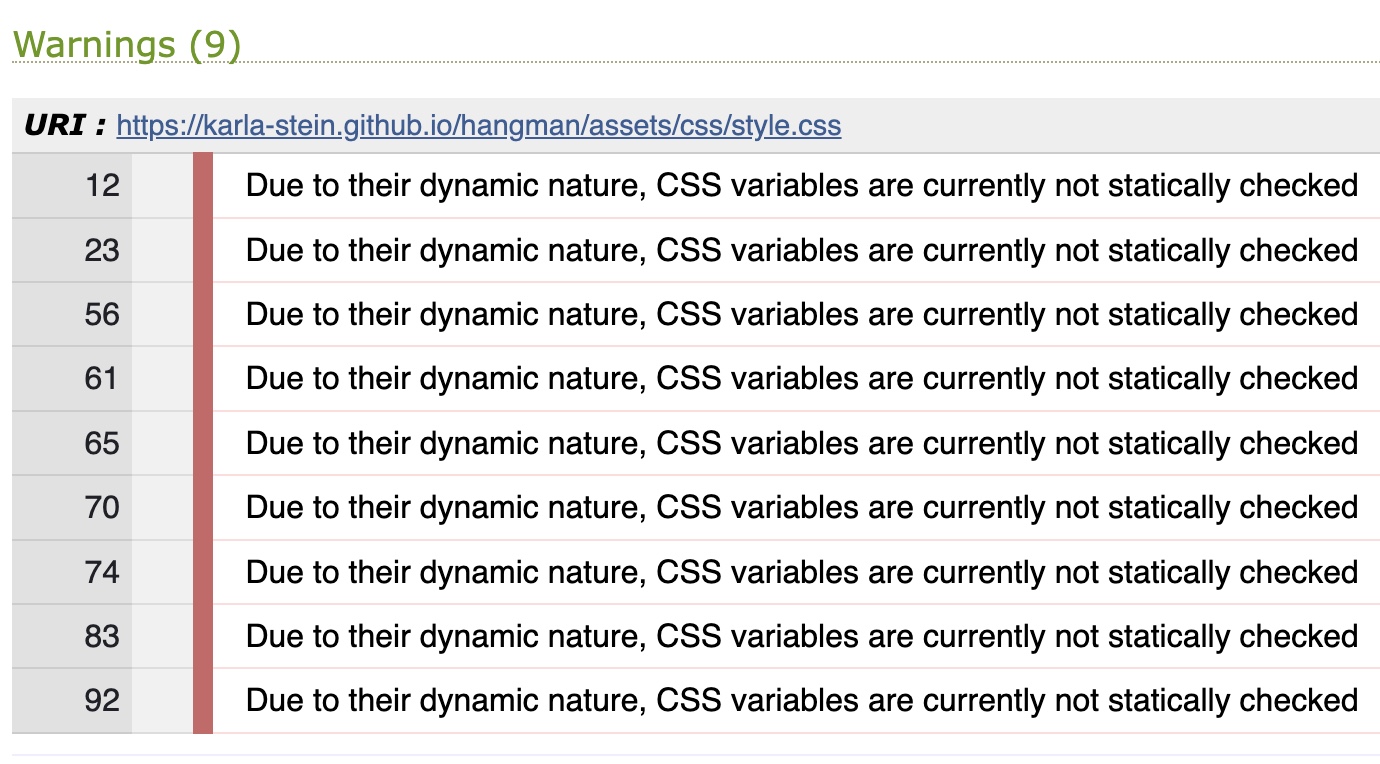 Warnings (9)
URI : https://karla-stein.github.io/hangman/assets/css/style.css
12 Due to their dynamic nature, CSS variables are currently not statically checked
23 Due to their dynamic nature, CSS variables are currently not statically checked
56 Due to their dynamic nature, CSS variables are currently not statically checked
61 Due to their dynamic nature, CSS variables are currently not statically checked
65 Due to their dynamic nature, CSS variables are currently not statically checked
70 Due to their dynamic nature, CSS variables are currently not statically checked
74 Due to their dynamic nature, CSS variables are currently not statically checked
83 Due to their dynamic nature, CSS variables are currently not statically checked
92 Due to their dynamic nature, CSS variables are currently not statically checked